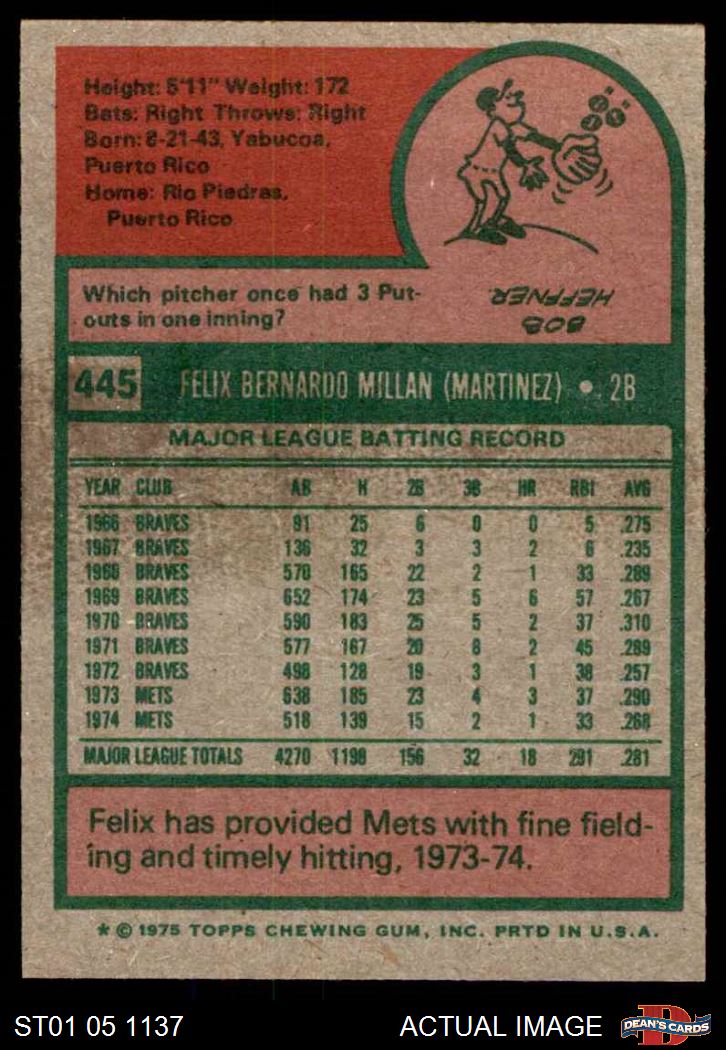 Height: 5'11" Weight: 172
Bats: Right Throws: Right
Born: 8-21-43, Yabucoa,
Puerto Rico
Home: Rio Piedras,
Puerto Rico
Which pitcher once had 3 Put-
outs in one inning?
BOB
HEFFNER.
445 FELIX BERNARDO MILLAN (MARTINEZ) • 2B
MAJOR LEAGUE BATTING RECORD
YEAR CLUB AB H 2B 3B HR RBI AVG
1966 BRAVES 91 25 6 0 0 5 .275
1967 BRAVES 136 32 3 3 2 6 .235
1968 BRAVES 570 165 22 2 1 33 .289
1969 BRAVES 652 174 23 5 6 57 .267
1970 BRAVES 590 183 25 5 2 37 .310
1971 BRAVES 577 167 20 8 2 45 .289
1972 BRAVES 498 128 19 3 1 38 .257
1973 METS 638 185 23 4 3 37 .290
1974 METS 518 139 15 2 1 33 .268
MAJOR LEAGUE TOTALS 4270 1198 156 32 18 291 .281
Felix has provided Mets with fine field-
ing and timely hitting, 1973-74.
* © 1975 TOPPS CHEWING GUM, INC. PRTD IN U.S.A.
ST01 05 1137 ACTUAL IMAGE D DEAN'S CARDS